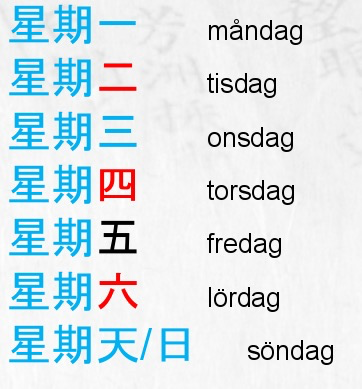 星期一 måndag
星期二 tisdag
星期三 onsdag
星期四 torsdag
星期五 fredag
星期六 lördag
星期天/日 söndag